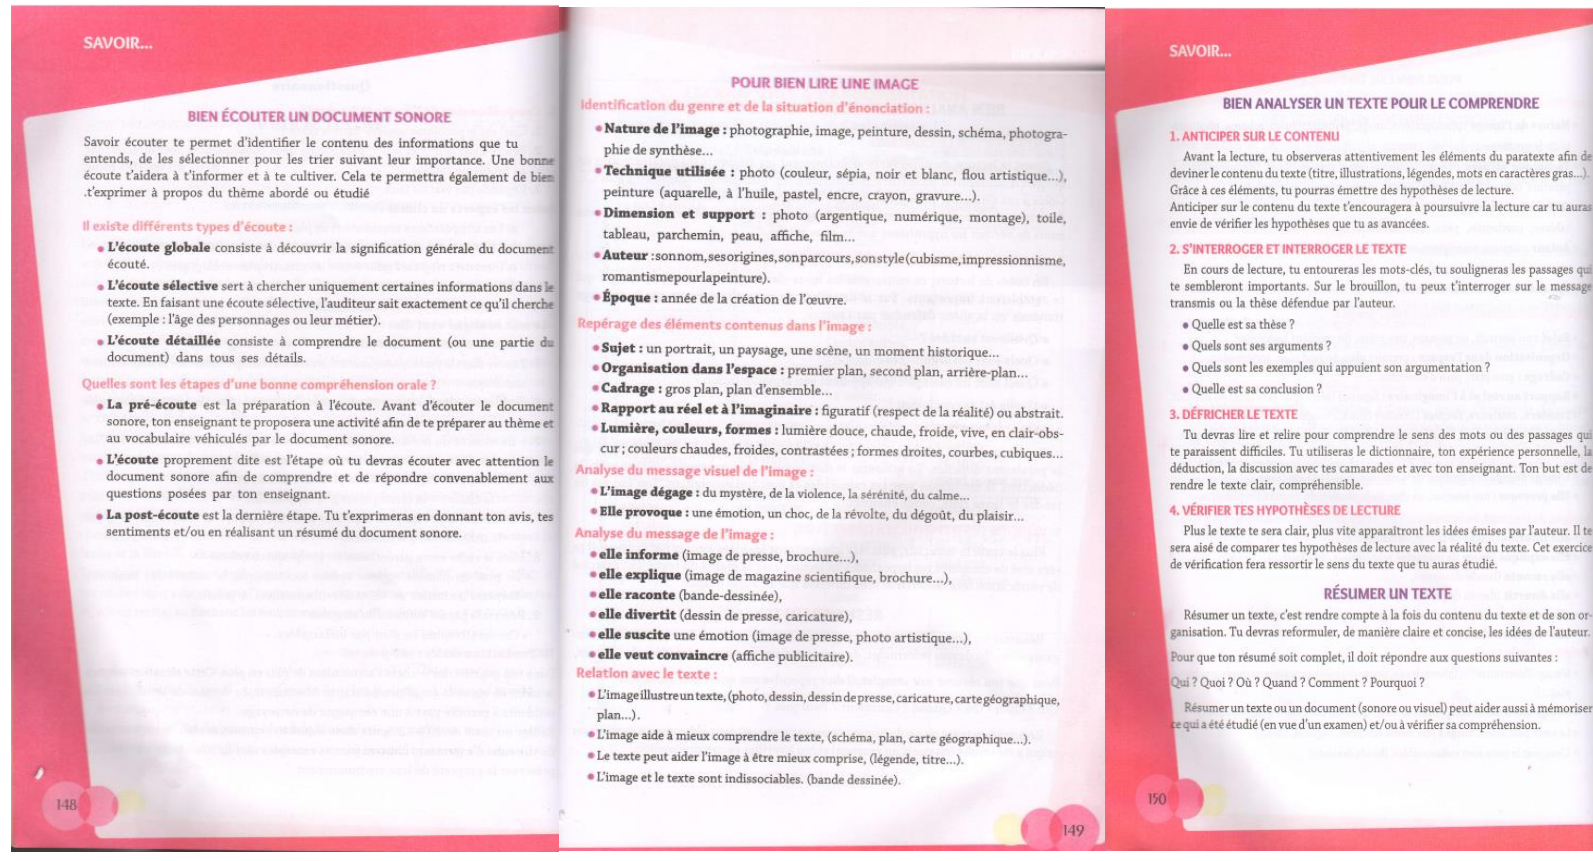 SAVOIR...
BIEN ÉCOUTER UN DOCUMENT SONORE
Savoir écouter te permet d'identifier le contenu des informations que tu
entends, de les sélectionner pour les trier suivant leur importance. Une bonne
écoute t'aidera à t'informer et à te cultiver. Cela te permettra également de bien
.t'exprimer à propos du thème abordé ou étudié
Il existe différents types d'écoute :
• L'écoute globale consiste à découvrir la signification générale du document
écouté.
• L'écoute sélective sert à chercher uniquement certaines informations dans le
texte. En faisant une écoute sélective, l'auditeur sait exactement ce qu'il cherche
(exemple : l'âge des personnages ou leur métier).
• L'écoute détaillée consiste à comprendre le document (ou une partie du
document) dans tous ses détails.
Quelles sont les étapes d'une bonne compréhension orale ?
• La pré-écoute est la préparation à l'écoute. Avant d'écouter le document
sonore, ton enseignant te proposera une activité afin de te préparer au thème et
au vocabulaire véhiculés par le document sonore.
• L'écoute proprement dite est l'étape où tu devras écouter avec attention le
document sonore afin de comprendre et de répondre convenablement aux
questions posées par ton enseignant.
• La post-écoute est la dernière étape. Tu t'exprimeras en donnant ton avis, tes
sentiments et/ou en réalisant un résumé du document sonore.
148
POUR BIEN LIRE UNE IMAGE
Identification du genre et de la situation d'énonciation :
• Nature de l'image : photographie, image, peinture, dessin, schéma, photogra-
phie de synthèse...
• Technique utilisée : photo (couleur, sépia, noir et blanc, flou artistique...),
peinture (aquarelle, à l'huile, pastel, encre, crayon, gravure...).
• Dimension et support : photo (argentique, numérique, montage), toile,
tableau, parchemin, peau, affiche, film...
• Auteur : son nom, ses origines, son parcours, son style (cubisme, impressionnisme,
romantisme pour la peinture).
• Époque : année de la création de l'œuvre.
Repérage des éléments contenus dans l'image :
• Sujet : un portrait, un paysage, une scène, un moment historique...
• Organisation dans l'espace : premier plan, second plan, arrière-plan...
• Cadrage : gros plan, plan d'ensemble...
• Rapport au réel et à l'imaginaire : figuratif (respect de la réalité) ou abstrait.
• Lumière, couleurs, formes : lumière douce, chaude, froide, vive, en clair-obs-
cur ; couleurs chaudes, froides, contrastées ; formes droites, courbes, cubiques...
Analyse du message visuel de l'image :
• L'image dégage : du mystère, de la violence, la sérénité, du calme...
• Elle provoque : une émotion, un choc, de la révolte, du dégoût, du plaisir...
Analyse du message de l'image :
• elle informe (image de presse, brochure...),
• elle explique (image de magazine scientifique, brochure...),
• elle raconte (bande-dessinée),
• elle divertit (dessin de presse, caricature),
• elle suscite une émotion (image de presse, photo artistique...),
• elle veut convaincre (affiche publicitaire).
Relation avec le texte :
• L'image illustre un texte, (photo, dessin, dessin de presse, caricature, carte géographique,
plan...).
• L'image aide à mieux comprendre le texte, (schéma, plan, carte géographique...).
• Le texte peut aider l'image à être mieux comprise, (légende, titre...).
• L'image et le texte sont indissociables. (bande dessinée).
149
SAVOIR...
BIEN ANALYSER UN TEXTE POUR LE COMPRENDRE
1. ANTICIPER SUR LE CONTENU
Avant la lecture, tu observeras attentivement les éléments du paratexte afin de
deviner le contenu du texte (titre, illustrations, légendes, mots en caractères gras...).
Grâce à ces éléments, tu pourras émettre des hypothèses de lecture.
Anticiper sur le contenu du texte t'encouragera à poursuivre la lecture car tu auras
envie de vérifier les hypothèses que tu as avancées.
2. S'INTERROGER ET INTERROGER LE TEXTE
En cours de lecture, tu entoureras les mots-clés, tu souligneras les passages qui
te sembleront importants. Sur le brouillon, tu peux t'interroger sur le message
transmis ou la thèse défendue par l'auteur.
• Quelle est sa thèse ?
• Quels sont ses arguments ?
• Quels sont les exemples qui appuient son argumentation ?
• Quelle est sa conclusion ?
3. DÉFRICHER LE TEXTE
Tu devras lire et relire pour comprendre le sens des mots ou des passages qui
te paraissent difficiles. Tu utiliseras le dictionnaire, ton expérience personnelle, la
déduction, la discussion avec tes camarades et avec ton enseignant. Ton but est de
rendre le texte clair, compréhensible.
4. VÉRIFIER TES HYPOTHÈSES DE LECTURE
Plus le texte te sera clair, plus vite apparaîtront les idées émises par l'auteur. Il te
sera aisé de comparer tes hypothèses de lecture avec la réalité du texte. Cet exercice
de vérification fera ressortir le sens du texte que tu auras étudié.
RÉSUMER UN TEXTE
Résumer un texte, c'est rendre compte à la fois du contenu du texte et de son or-
ganisation. Tu devras reformuler, de manière claire et concise, les idées de l'auteur.
Pour que ton résumé soit complet, il doit répondre aux questions suivantes :
Qui ? Quoi ? Où ? Quand ? Comment ? Pourquoi ?
Résumer un texte ou un document (sonore ou visuel) peut aider aussi à mémoriser
ce qui a été étudié (en vue d'un examen) et/ou à vérifier sa compréhension.
150